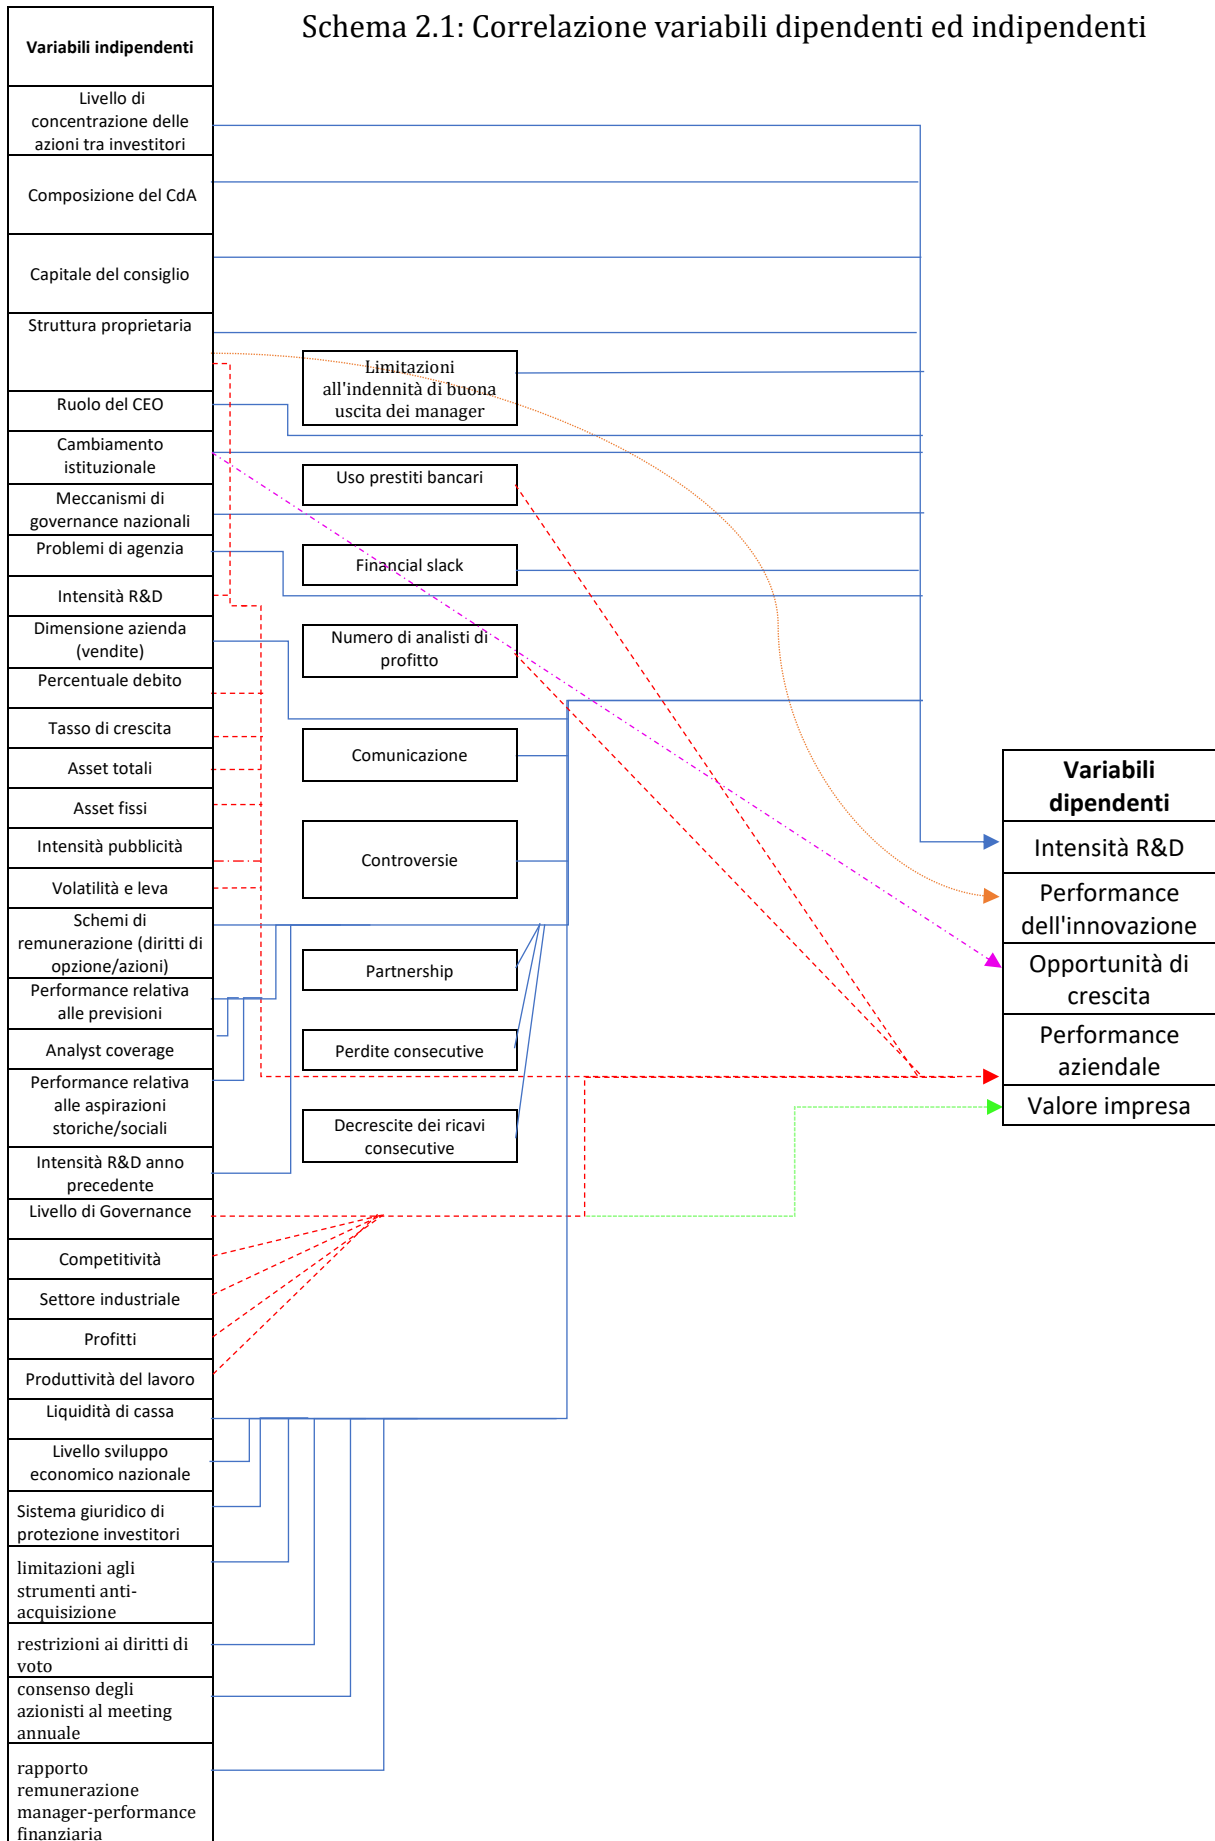 Schema 2.1: Correlazione variabili dipendenti ed indipendenti
Variabili indipendenti
Livello di
concentrazione delle
azioni tra investitori
Composizione del CdA
Capitale del consiglio
Struttura proprietaria
Ruolo del CEO
Cambiamento
istituzionale
Meccanismi di
governance nazionali
Problemi di agenzia
Intensità R&D
Dimensione azienda
(vendite)
Percentuale debito
Tasso di crescita
Asset totali
Asset fissi
Intensità pubblicità
Volatilità e leva
Schemi di
remunerazione (diritti di
opzione/azioni)
Performance relativa
alle previsioni
Analyst coverage
Performance relativa
alle aspirazioni
storiche/sociali
Intensità R&D anno
precedente
Livello di Governance
Competitività
Settore industriale
Profitti
Produttività del lavoro
Liquidità di cassa
Livello sviluppo
economico nazionale
Sistema giuridico di
protezione investitori
limitazioni agli
strumenti anti-
acquisizione
restrizioni ai diritti di
voto
consenso degli
azionisti al meeting
annuale
rapporto
remunerazione
manager-performance
finanziaria
Limitazioni
all'indennità di buona
uscita dei manager
Uso prestiti bancari
Financial slack
Numero di analisti di
profitto
Comunicazione
Controversie
Partnership
Perdite consecutive
Decrescite dei ricavi
consecutive
Variabili
dipendenti
Intensità R&D
Performance
dell'innovazione
Opportunità di
crescita
Performance
aziendale
Valore impresa